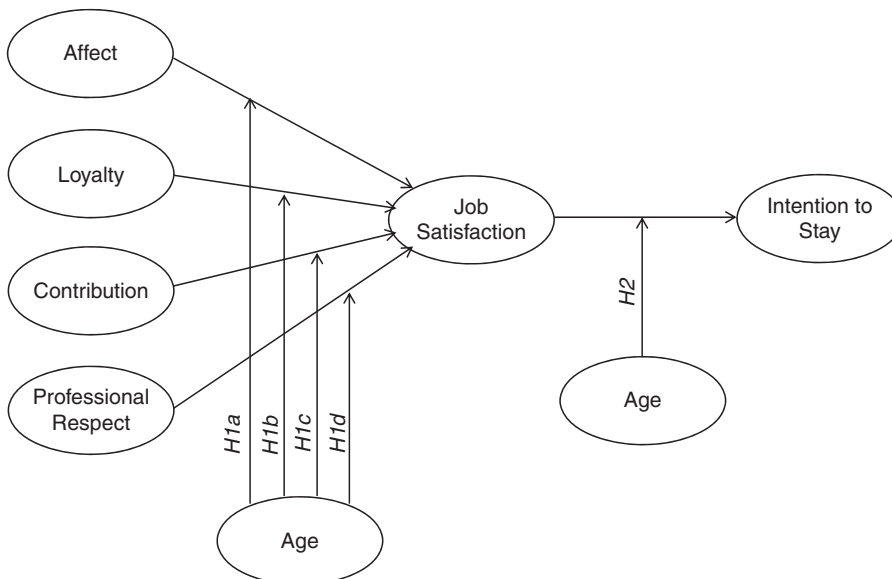 Affect
Loyalty
Contribution
Professional
Respect
Job
Satisfaction
Intention to
Stay
H1a
H1b
H1c
H1d
H2
Age
Age